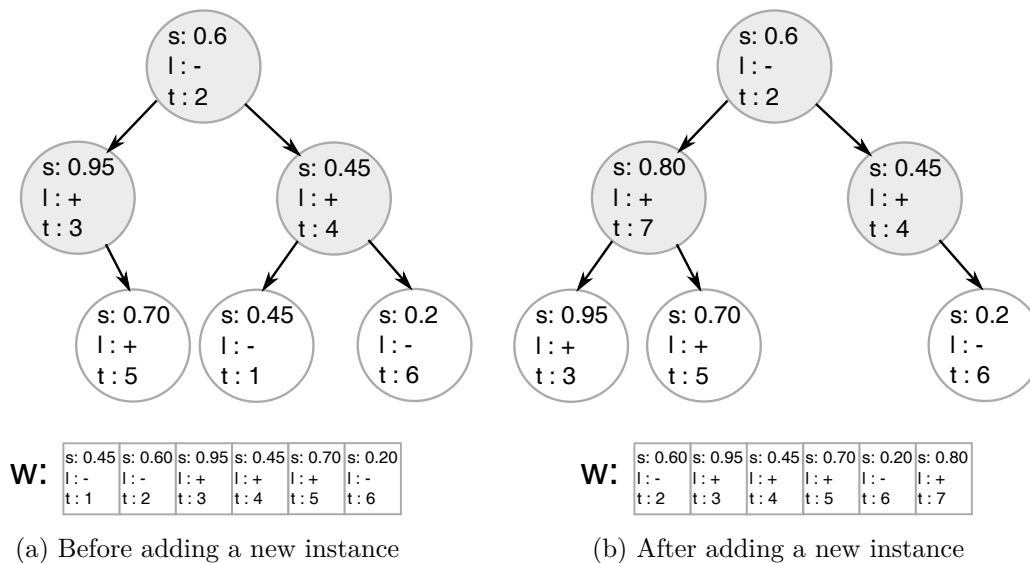 s: 0.6
l : -
t : 2
s: 0.95
l : +
t : 3
s: 0.45
l : +
t : 4
s: 0.70
l : +
t : 5
s: 0.45
l : -
t : 1
s: 0.2
l : -
t : 6
w:
s: 0.45 s: 0.60 s: 0.95 s: 0.45 s: 0.70 s: 0.20
l : - l : - l : + l : + l : + l : -
t : 1 t : 2 t : 3 t : 4 t : 5 t : 6
(a) Before adding a new instance
s: 0.6
l : -
t : 2
s: 0.80
l : +
t : 7
s: 0.45
l : +
t : 4
s: 0.95
l : +
t : 3
s: 0.70
l : +
t : 5
s: 0.2
l : -
t : 6
w:
s: 0.60 s: 0.95 s: 0.45 s: 0.70 s: 0.20 s: 0.80
l : - l : + l : + l : + l : - l : +
t : 2 t : 3 t : 4 t : 5 t : 6 t : 7
(b) After adding a new instance